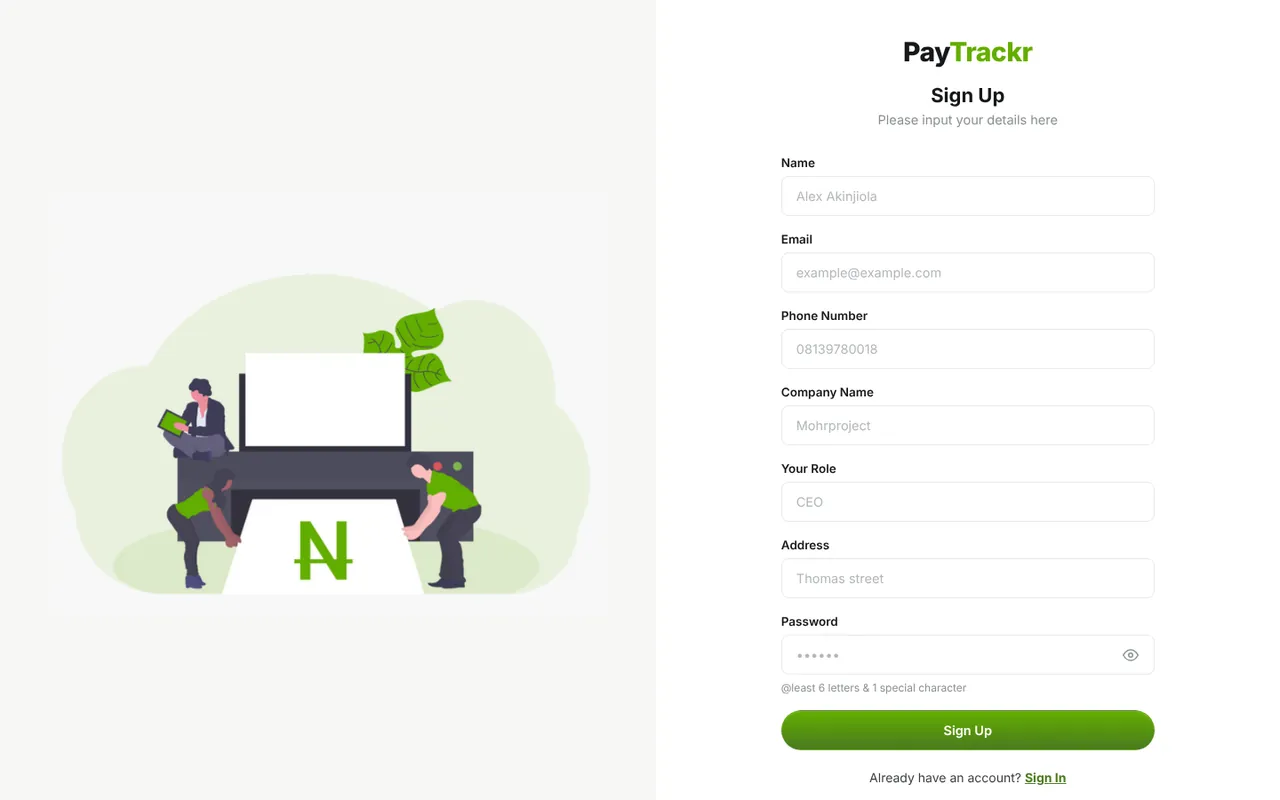 PayTrackr
Sign Up
Please input your details here
Name
Alex Akinjiola
Email
example@example.com
Phone Number
08139780018
Company Name
Mohrproject
Your Role
CEO
Address
Thomas street
Password
@least 6 letters & 1 special character
Sign Up
Already have an account? Sign In
₦